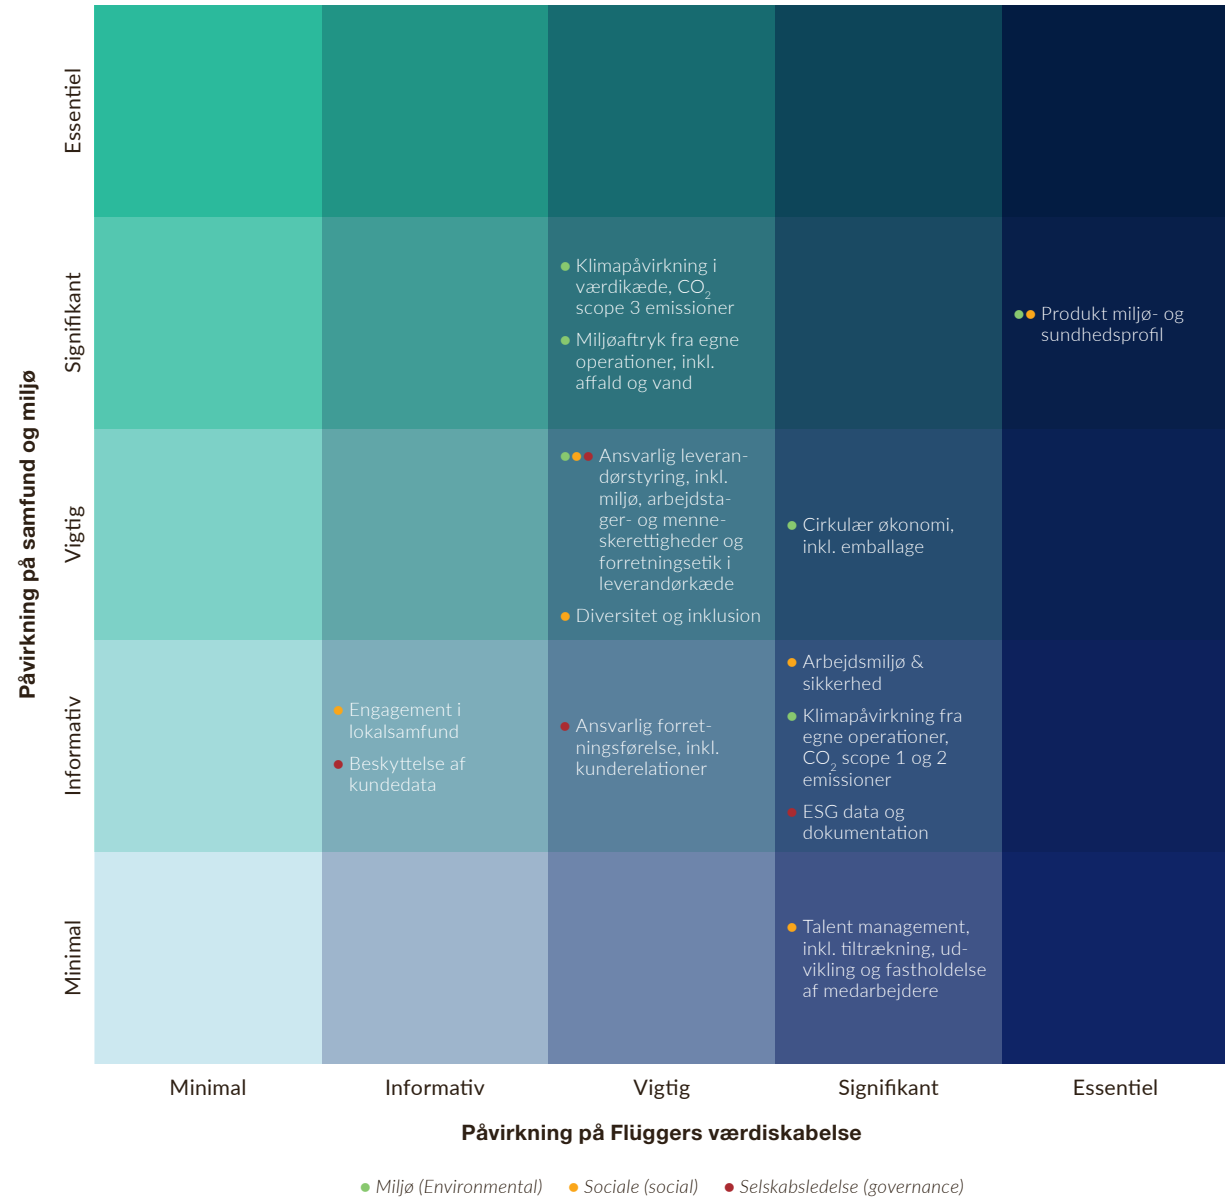 Påvirkning på samfund og miljø
Essentiel
Signifikant
Vigtig
Informativ
Minimal
Klimapåvirkning i
værdikæde, CO₂
scope 3 emissioner
Miljøaftryk fra egne
operationer, inkl.
affald og vand
Produkt miljø- og
sundhedsprofil
Ansvarlig leveran-
dørstyring, inkl.
miljø, arbejdsta-
ger- og menne-
skerettigheder og
forretningsetik i
leverandørkæde
Diversitet og inklusion
Cirkulær økonomi,
inkl. emballage
Engagement i
lokalsamfund
Beskyttelse af
kundedata
Ansvarlig forret-
ningsførelse, inkl.
kunderelationer
Arbejdsmiljø &
sikkerhed
Klimapåvirkning fra
egne operationer,
CO₂ scope 1 og 2
emissioner
ESG data og
dokumentation
Talent management,
inkl. tiltrækning, ud-
vikling og fastholdelse
af medarbejdere
Minimal
Informativ
Vigtig
Signifikant
Essentiel
Påvirkning på Flüggers værdiskabelse
Miljø (Environmental)
Sociale (social)
Selskabsledelse (governance)